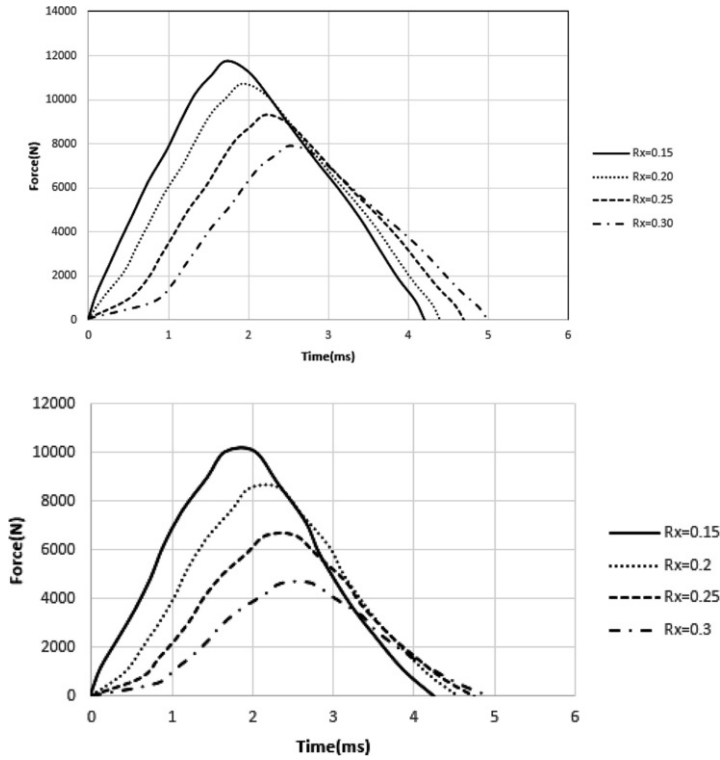 14000
12000
10000
8000
6000
4000
2000
0
Force(N)
0 1 2 3 4 5 6
Time(ms)
Rx=0.15
Rx=0.20
Rx=0.25
Rx=0.30
12000
10000
8000
6000
4000
2000
0
Force(N)
0 1 2 3 4 5 6
Time(ms)
Rx=0.15
Rx=0.2
Rx=0.25
Rx=0.3